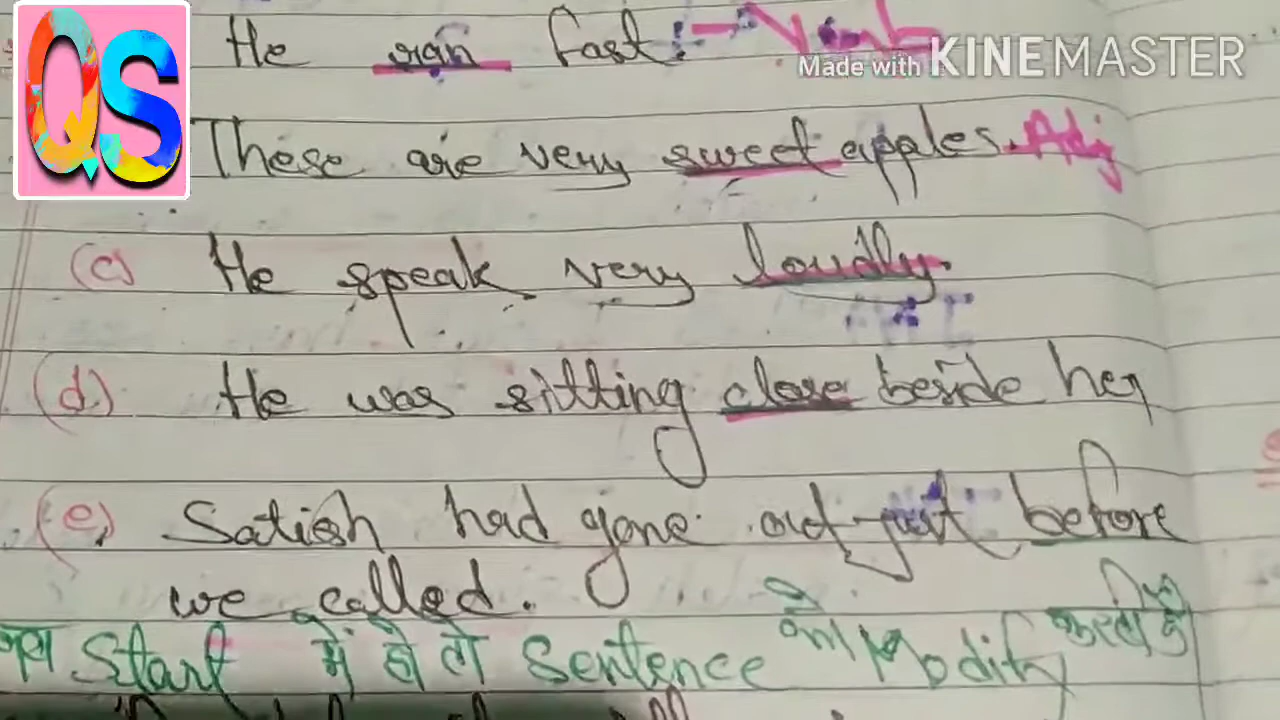 QS
He ran fast. - Verb
Made with KINEMASTER
These are very sweet apples. Adj
(c) He speak very loudly.
(d) He was sitting close beside her
(e) Satish had gone out just before
we called.
Start में हो तो Sentence को Modify करता है